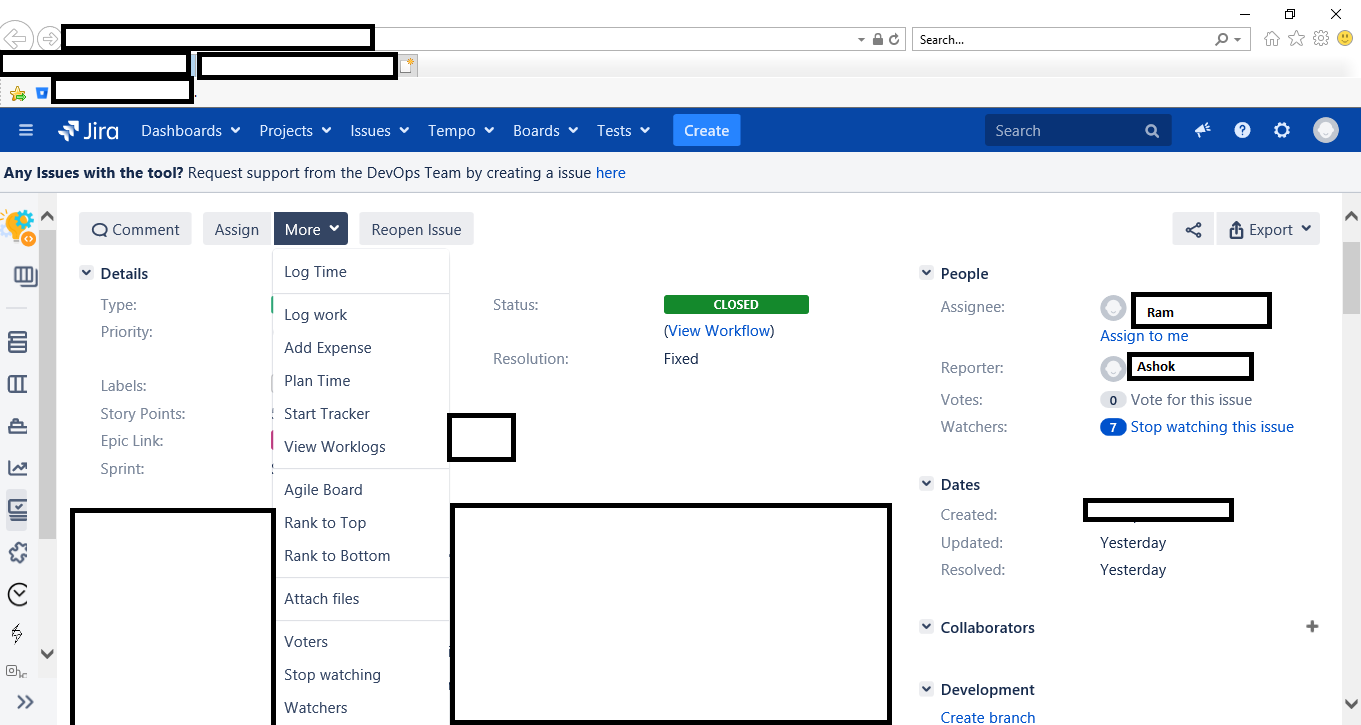 Search...
Jira Dashboards Projects Issues Tempo Boards Tests Create Search
Any Issues with the tool? Request support from the DevOps Team by creating a issue here
Comment Assign More Reopen Issue Export
Details
Type:
Priority:
Labels:
Story Points:
Epic Link:
Sprint:
Log Time
Log work
Add Expense
Plan Time
Start Tracker
View Worklogs
Agile Board
Rank to Top
Rank to Bottom
Attach files
Voters
Stop watching
Watchers
Status: CLOSED
(View Workflow)
Resolution: Fixed
People
Assignee: Ram
Assign to me
Reporter: Ashok
Votes: 0 Vote for this issue
Watchers: 7 Stop watching this issue
Dates
Created:
Updated: Yesterday
Resolved: Yesterday
Collaborators
Development
Create branch